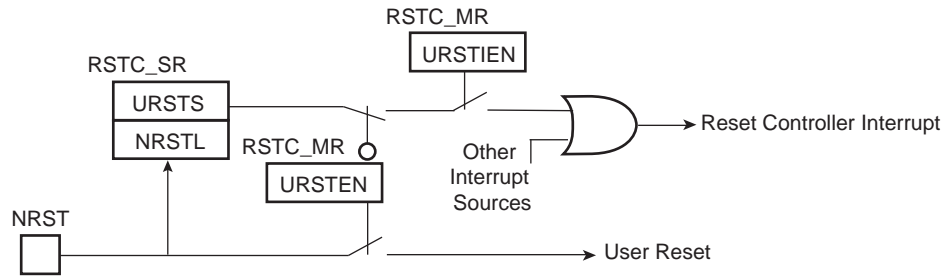 RSTC_MR
URSTIEN
RSTC_SR
URSTS
NRSTL
RSTC_MR
URSTEN
Other
Interrupt
Sources
Reset Controller Interrupt
NRST
User Reset